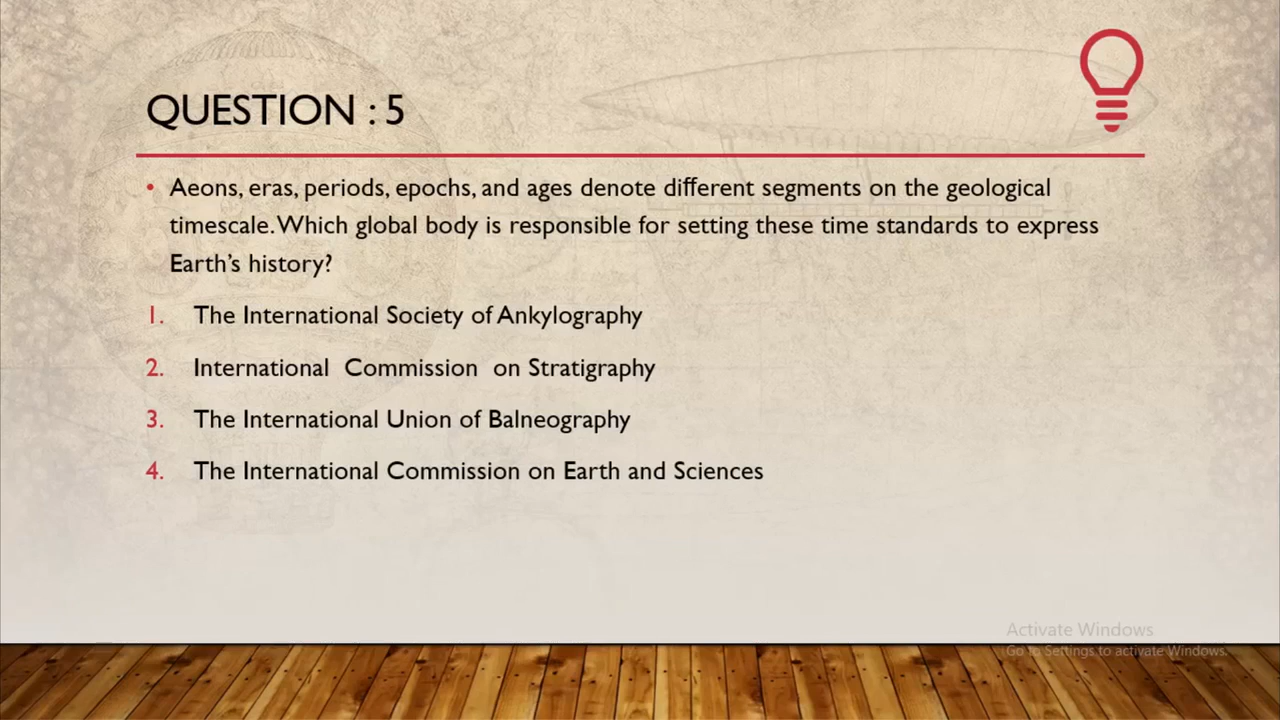 QUESTION : 5
• Aeons, eras, periods, epochs, and ages denote different segments on the geological
timescale. Which global body is responsible for setting these time standards to express
Earth's history?
1. The International Society of Ankylography
2. International Commission on Stratigraphy
3. The International Union of Balneography
4. The International Commission on Earth and Sciences
Activate Windows
Go to Settings to activate Windows.